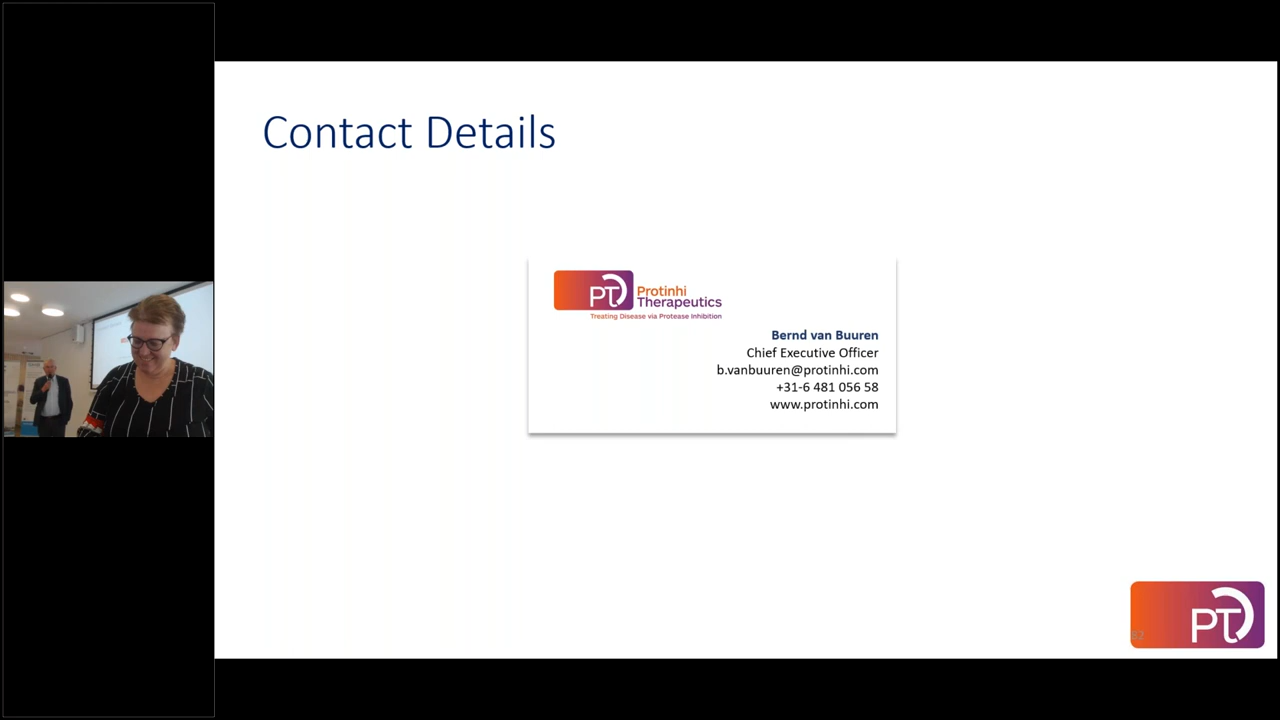 Contact Details
PT
Protinhi
Therapeutics
Treating Disease via Protease Inhibition
Bernd van Buuren
Chief Executive Officer
b.vanbuuren@protinhi.com
+31-6 481 056 58
www.protinhi.com
PT
32